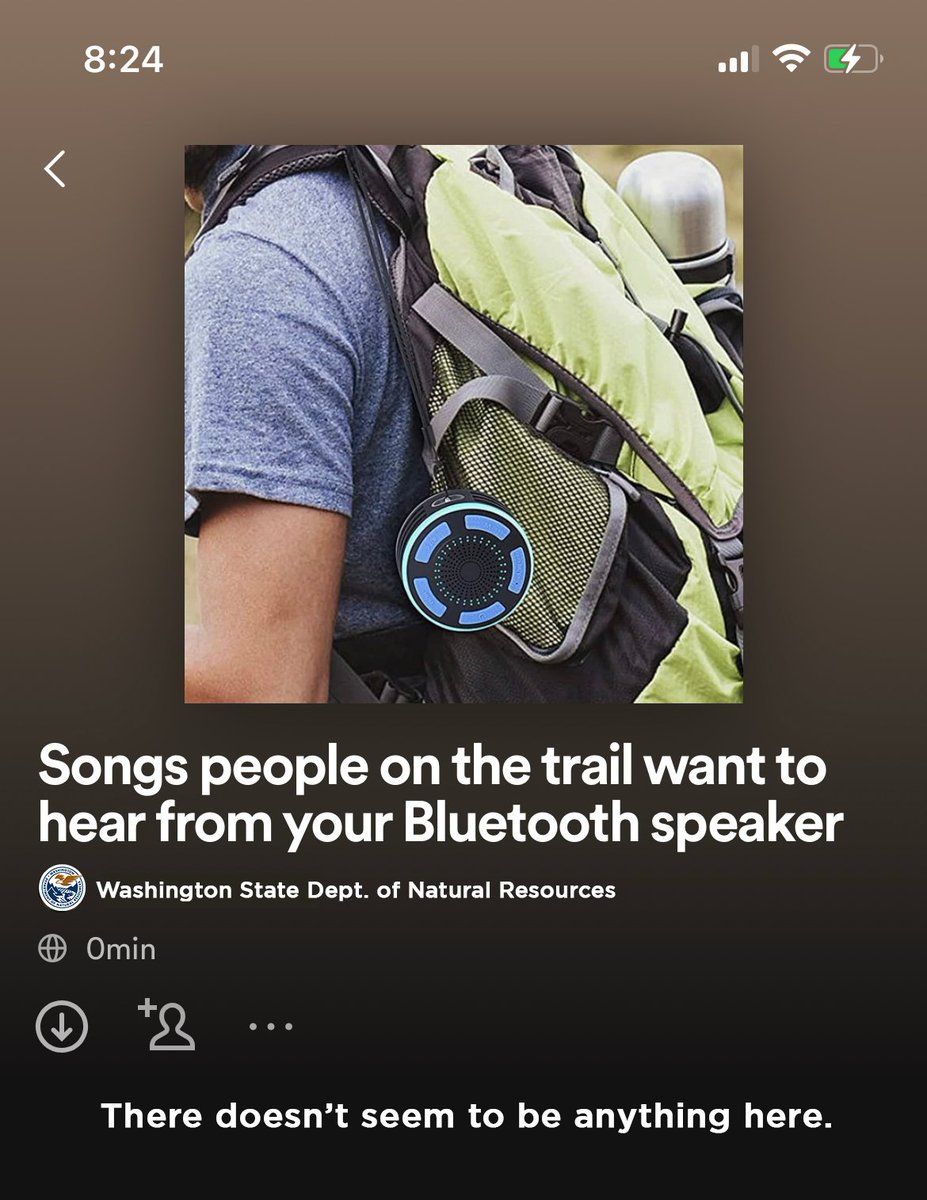 8:24
Songs people on the trail want to
hear from your Bluetooth speaker
Washington State Dept. of Natural Resources
0min
There doesn’t seem to be anything here.